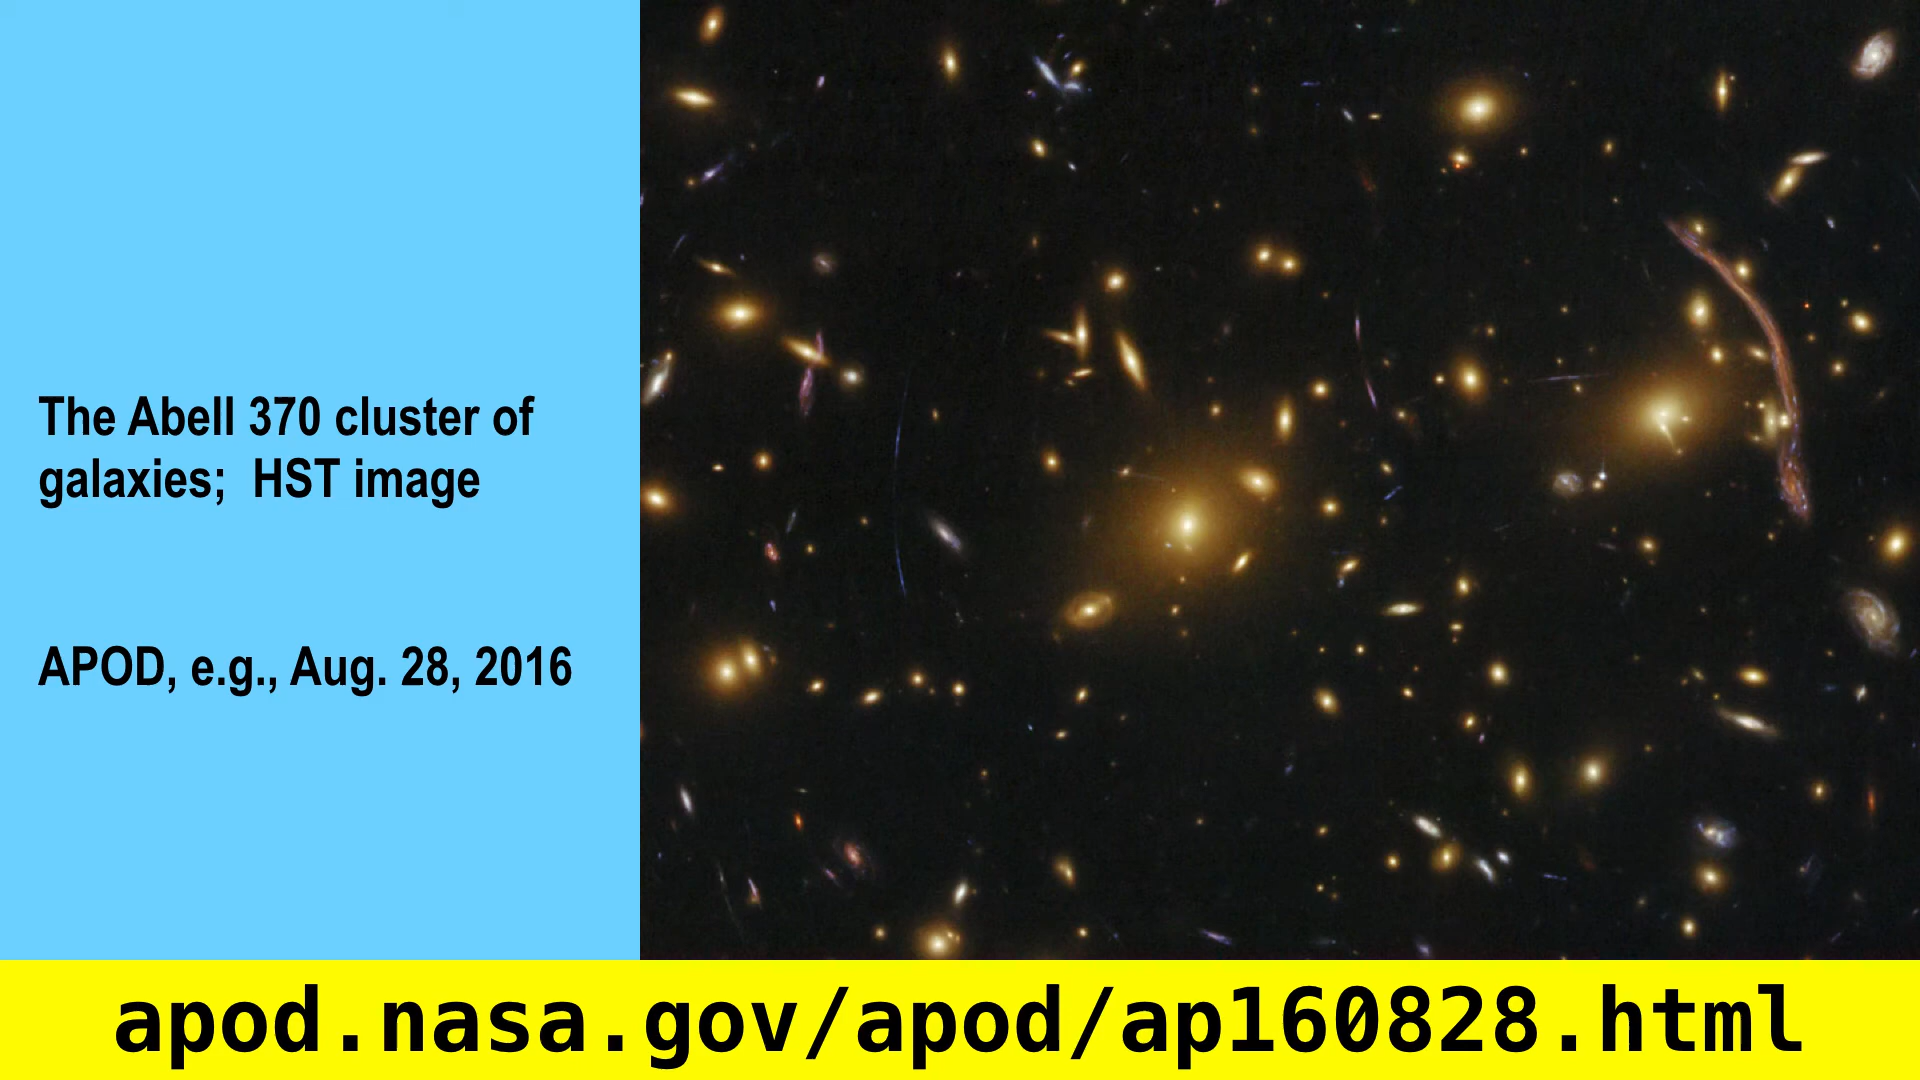 The Abell 370 cluster of
galaxies;  HST image
APOD, e.g., Aug. 28, 2016
apod.nasa.gov/apod/ap160828.html